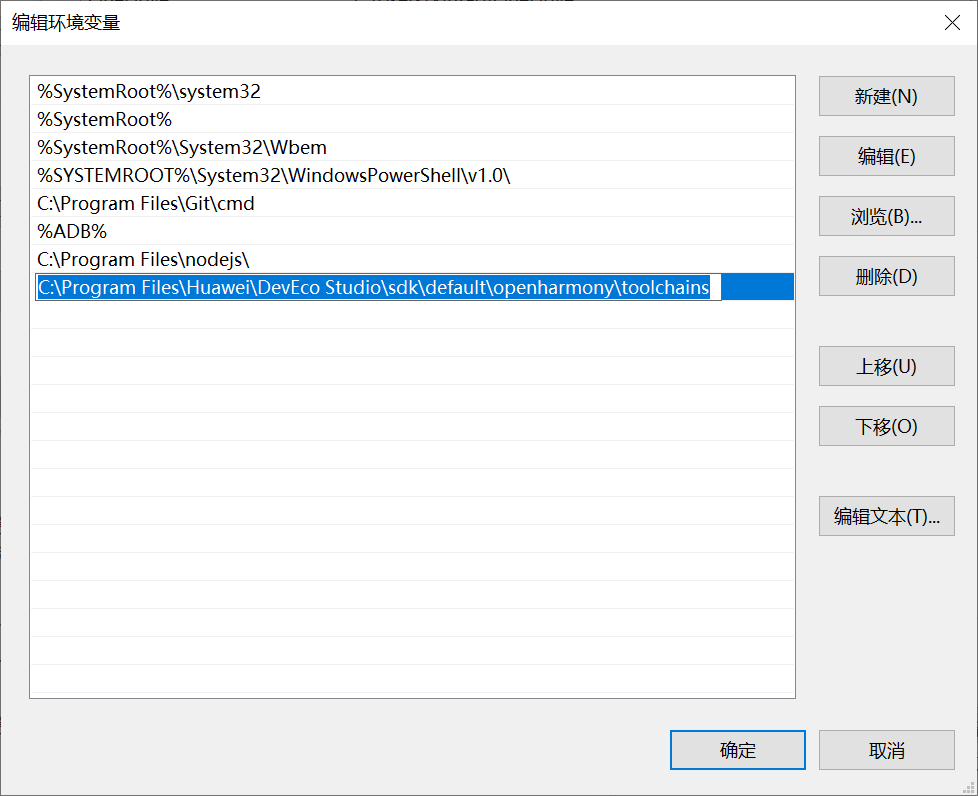 编辑环境变量
%SystemRoot%\system32
%SystemRoot%
%SystemRoot%\System32\Wbem
%SYSTEMROOT%\System32\WindowsPowerShell\v1.0\
C:\Program Files\Git\cmd
%ADB%
C:\Program Files\nodejs\
C:\Program Files\Huawei\DevEco Studio\sdk\default\openharmony\toolchains
新建(N)
编辑(E)
浏览(B)...
删除(D)
上移(U)
下移(O)
编辑文本(T)...
确定
取消